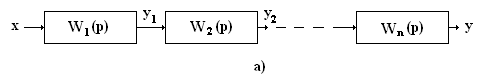 x W1(p) y1 W2(p) y2 Wn(p) y
а)